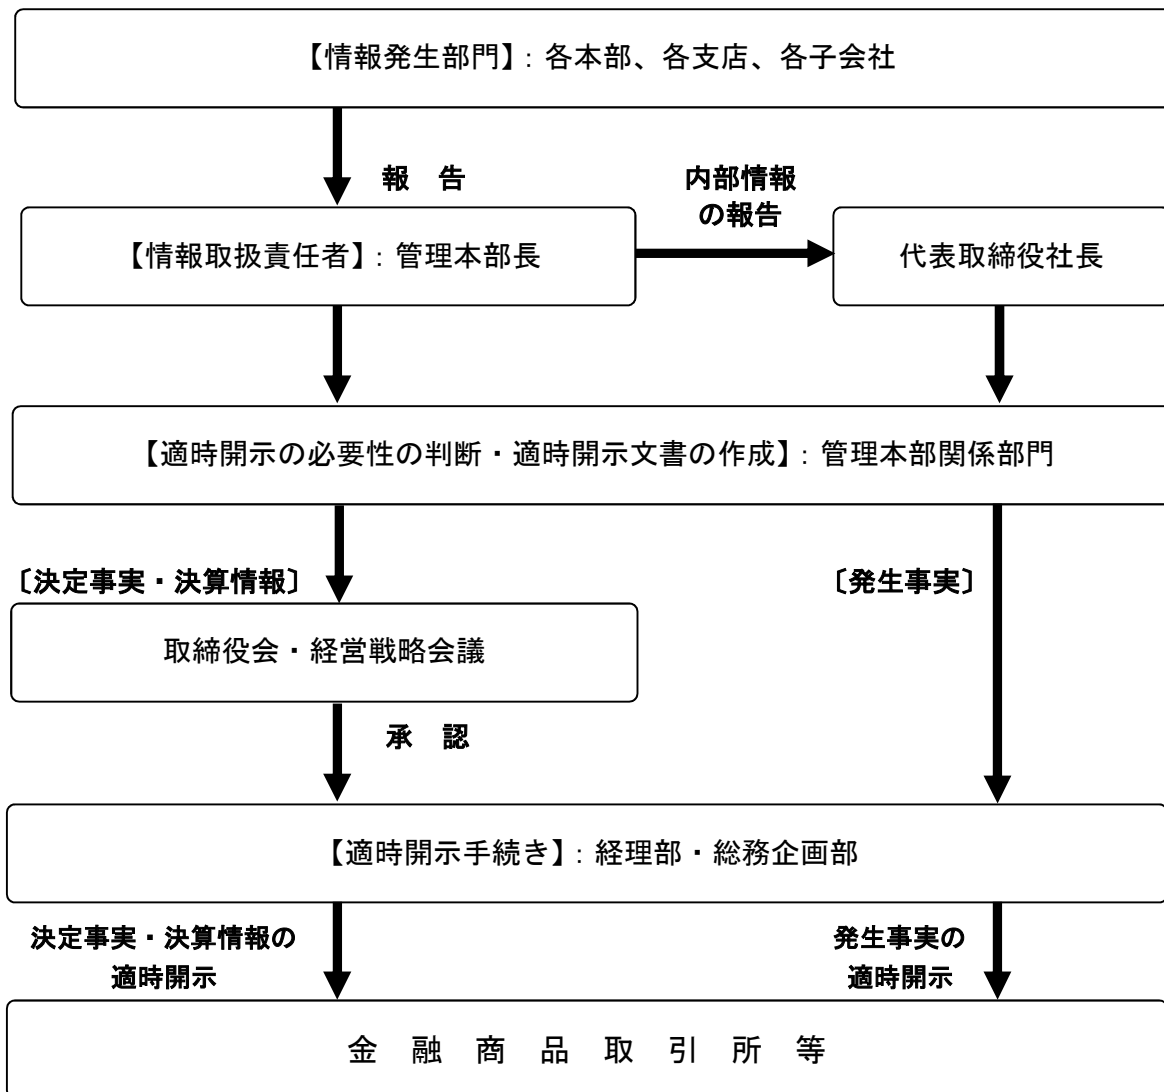 【情報発生部門】：各本部、各支店、各子会社
報　告
内部情報
の報告
【情報取扱責任者】：管理本部長
代表取締役社長
【適時開示の必要性の判断・適時開示文書の作成】：管理本部関係部門
〔決定事実・決算情報〕
〔発生事実〕
取締役会・経営戦略会議
承　認
【適時開示手続き】：経理部・総務企画部
決定事実・決算情報の
適時開示
発生事実の
適時開示
金　融　商　品　取　引　所　等